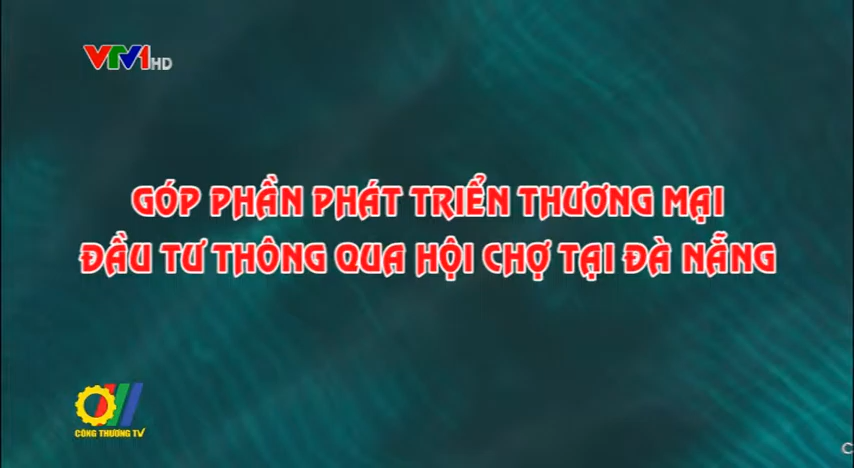 VTV1HD
GÓP PHẦN PHÁT TRIỂN THƯƠNG MẠI
ĐẦU TƯ THÔNG QUA HỘI CHỢ TẠI ĐÀ NẴNG
CÔNG THƯƠNG TV
C